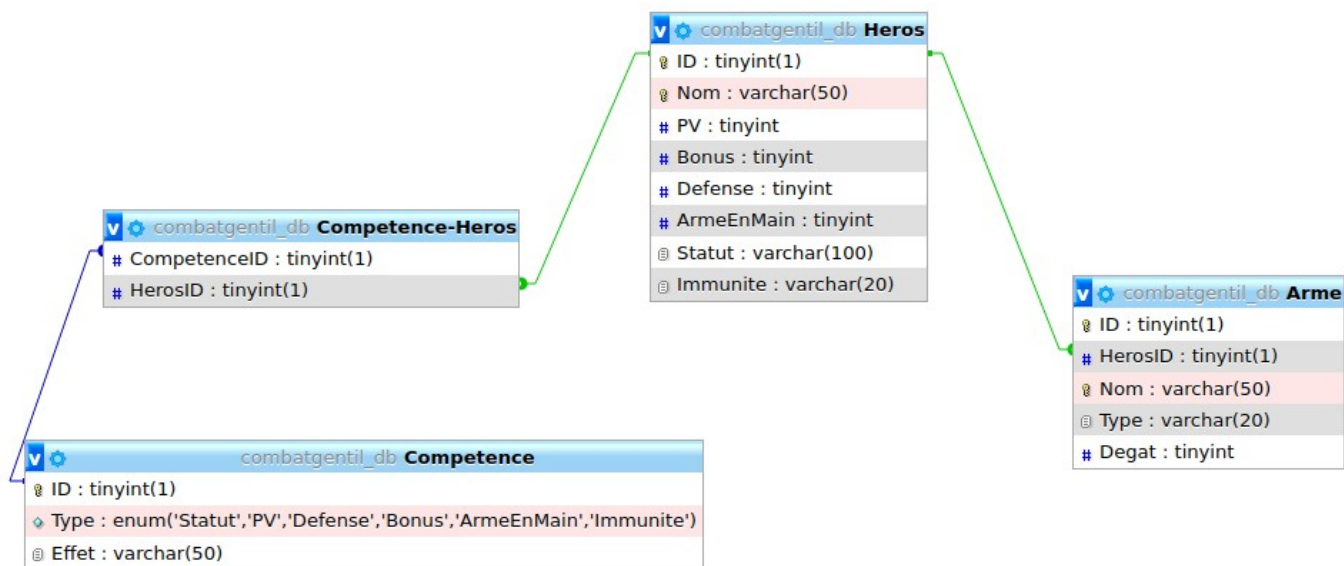 combatgentil_db Heros
ID : tinyint(1)
Nom : varchar(50)
PV : tinyint
Bonus : tinyint
Defense : tinyint
ArmeEnMain : tinyint
Statut : varchar(100)
Immunite : varchar(20)
combatgentil_db Competence-Heros
CompetenceID : tinyint(1)
HerosID : tinyint(1)
combatgentil_db Arme
ID : tinyint(1)
HerosID : tinyint(1)
Nom : varchar(50)
Type : varchar(20)
Degat : tinyint
combatgentil_db Competence
ID : tinyint(1)
Type : enum('Statut','PV','Defense','Bonus','ArmeEnMain','Immunite')
Effet : varchar(50)